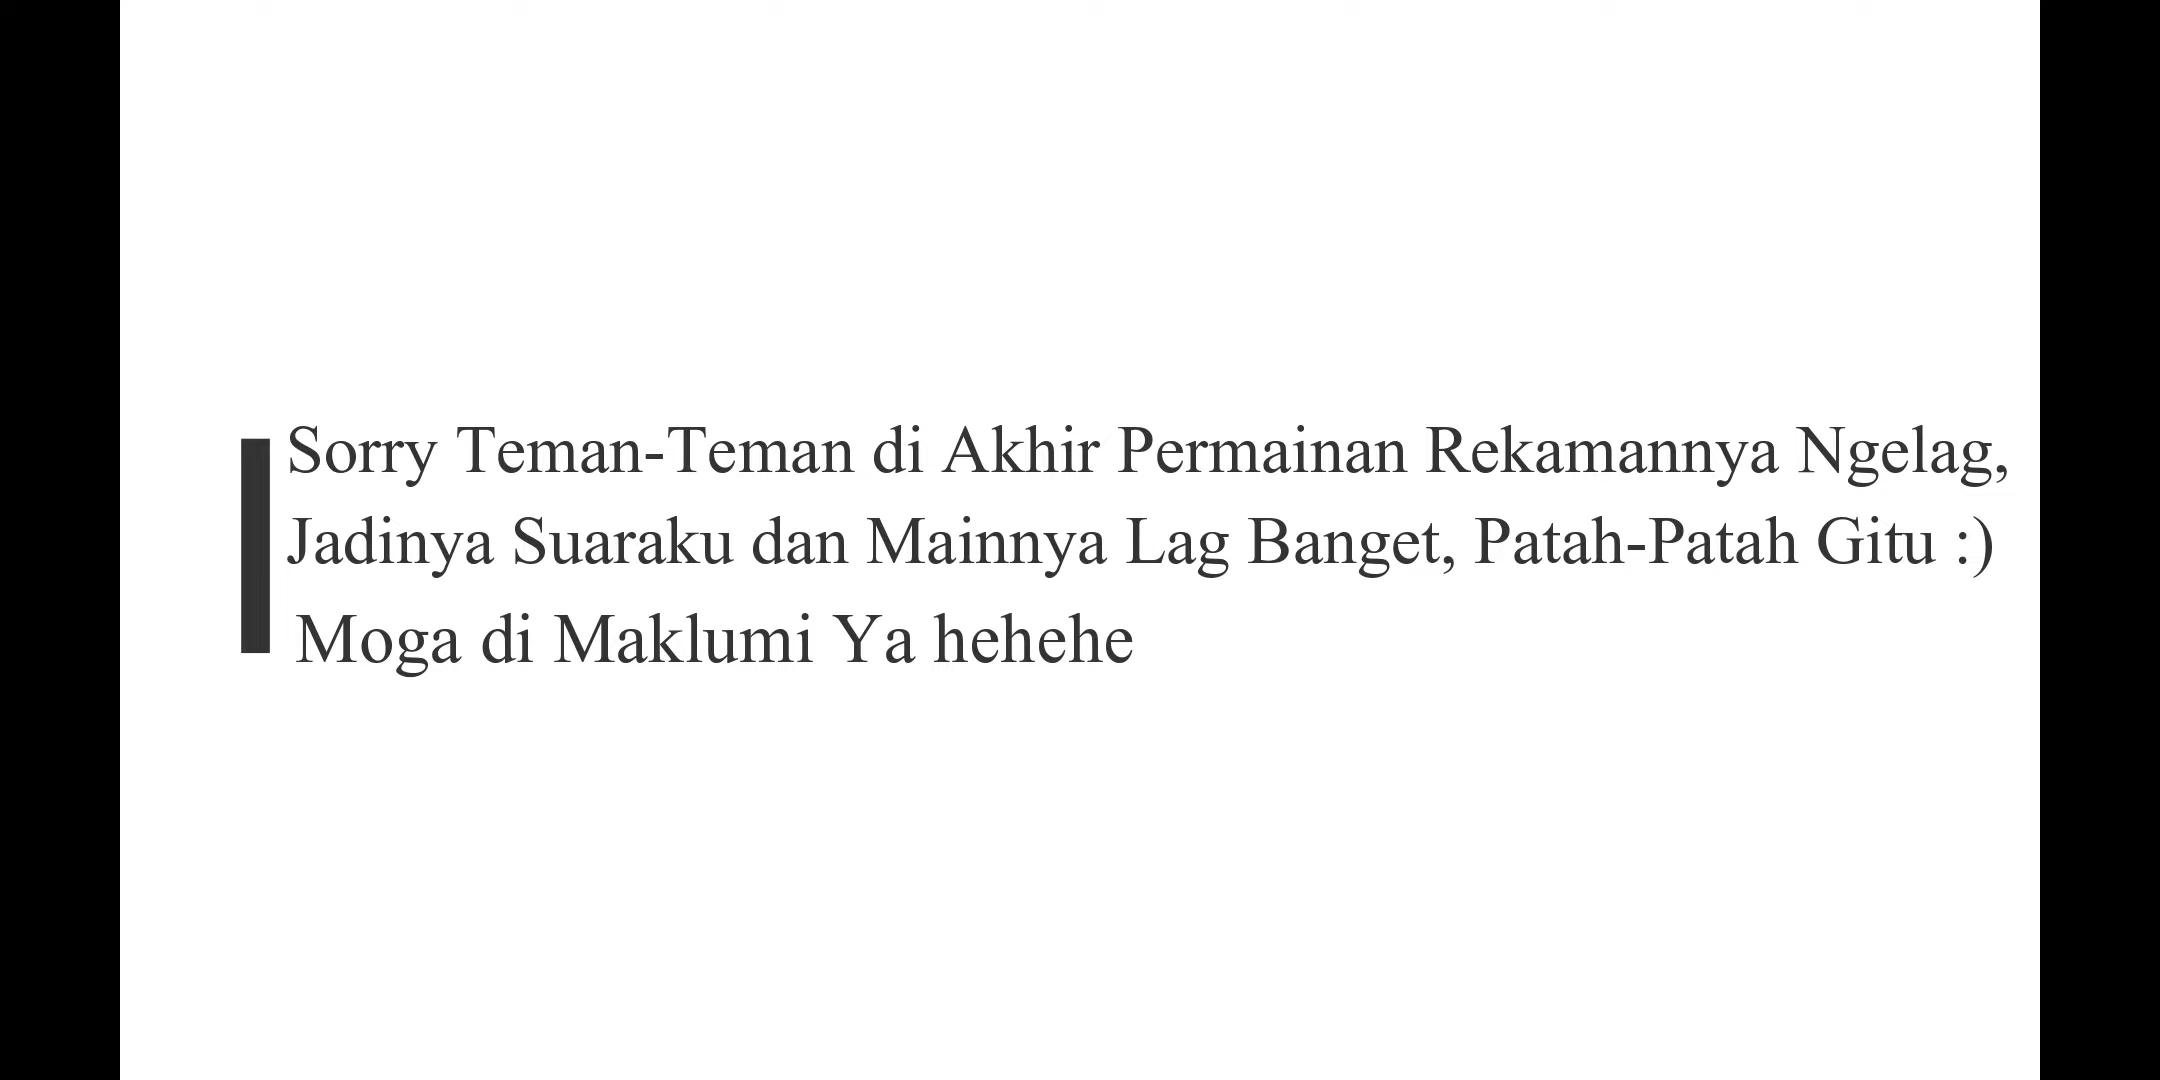 Sorry Teman-Teman di Akhir Permainan Rekamannya Ngelag,
Jadinya Suaraku dan Mainnya Lag Banget, Patah-Patah Gitu :)
Moga di Maklumi Ya hehehe